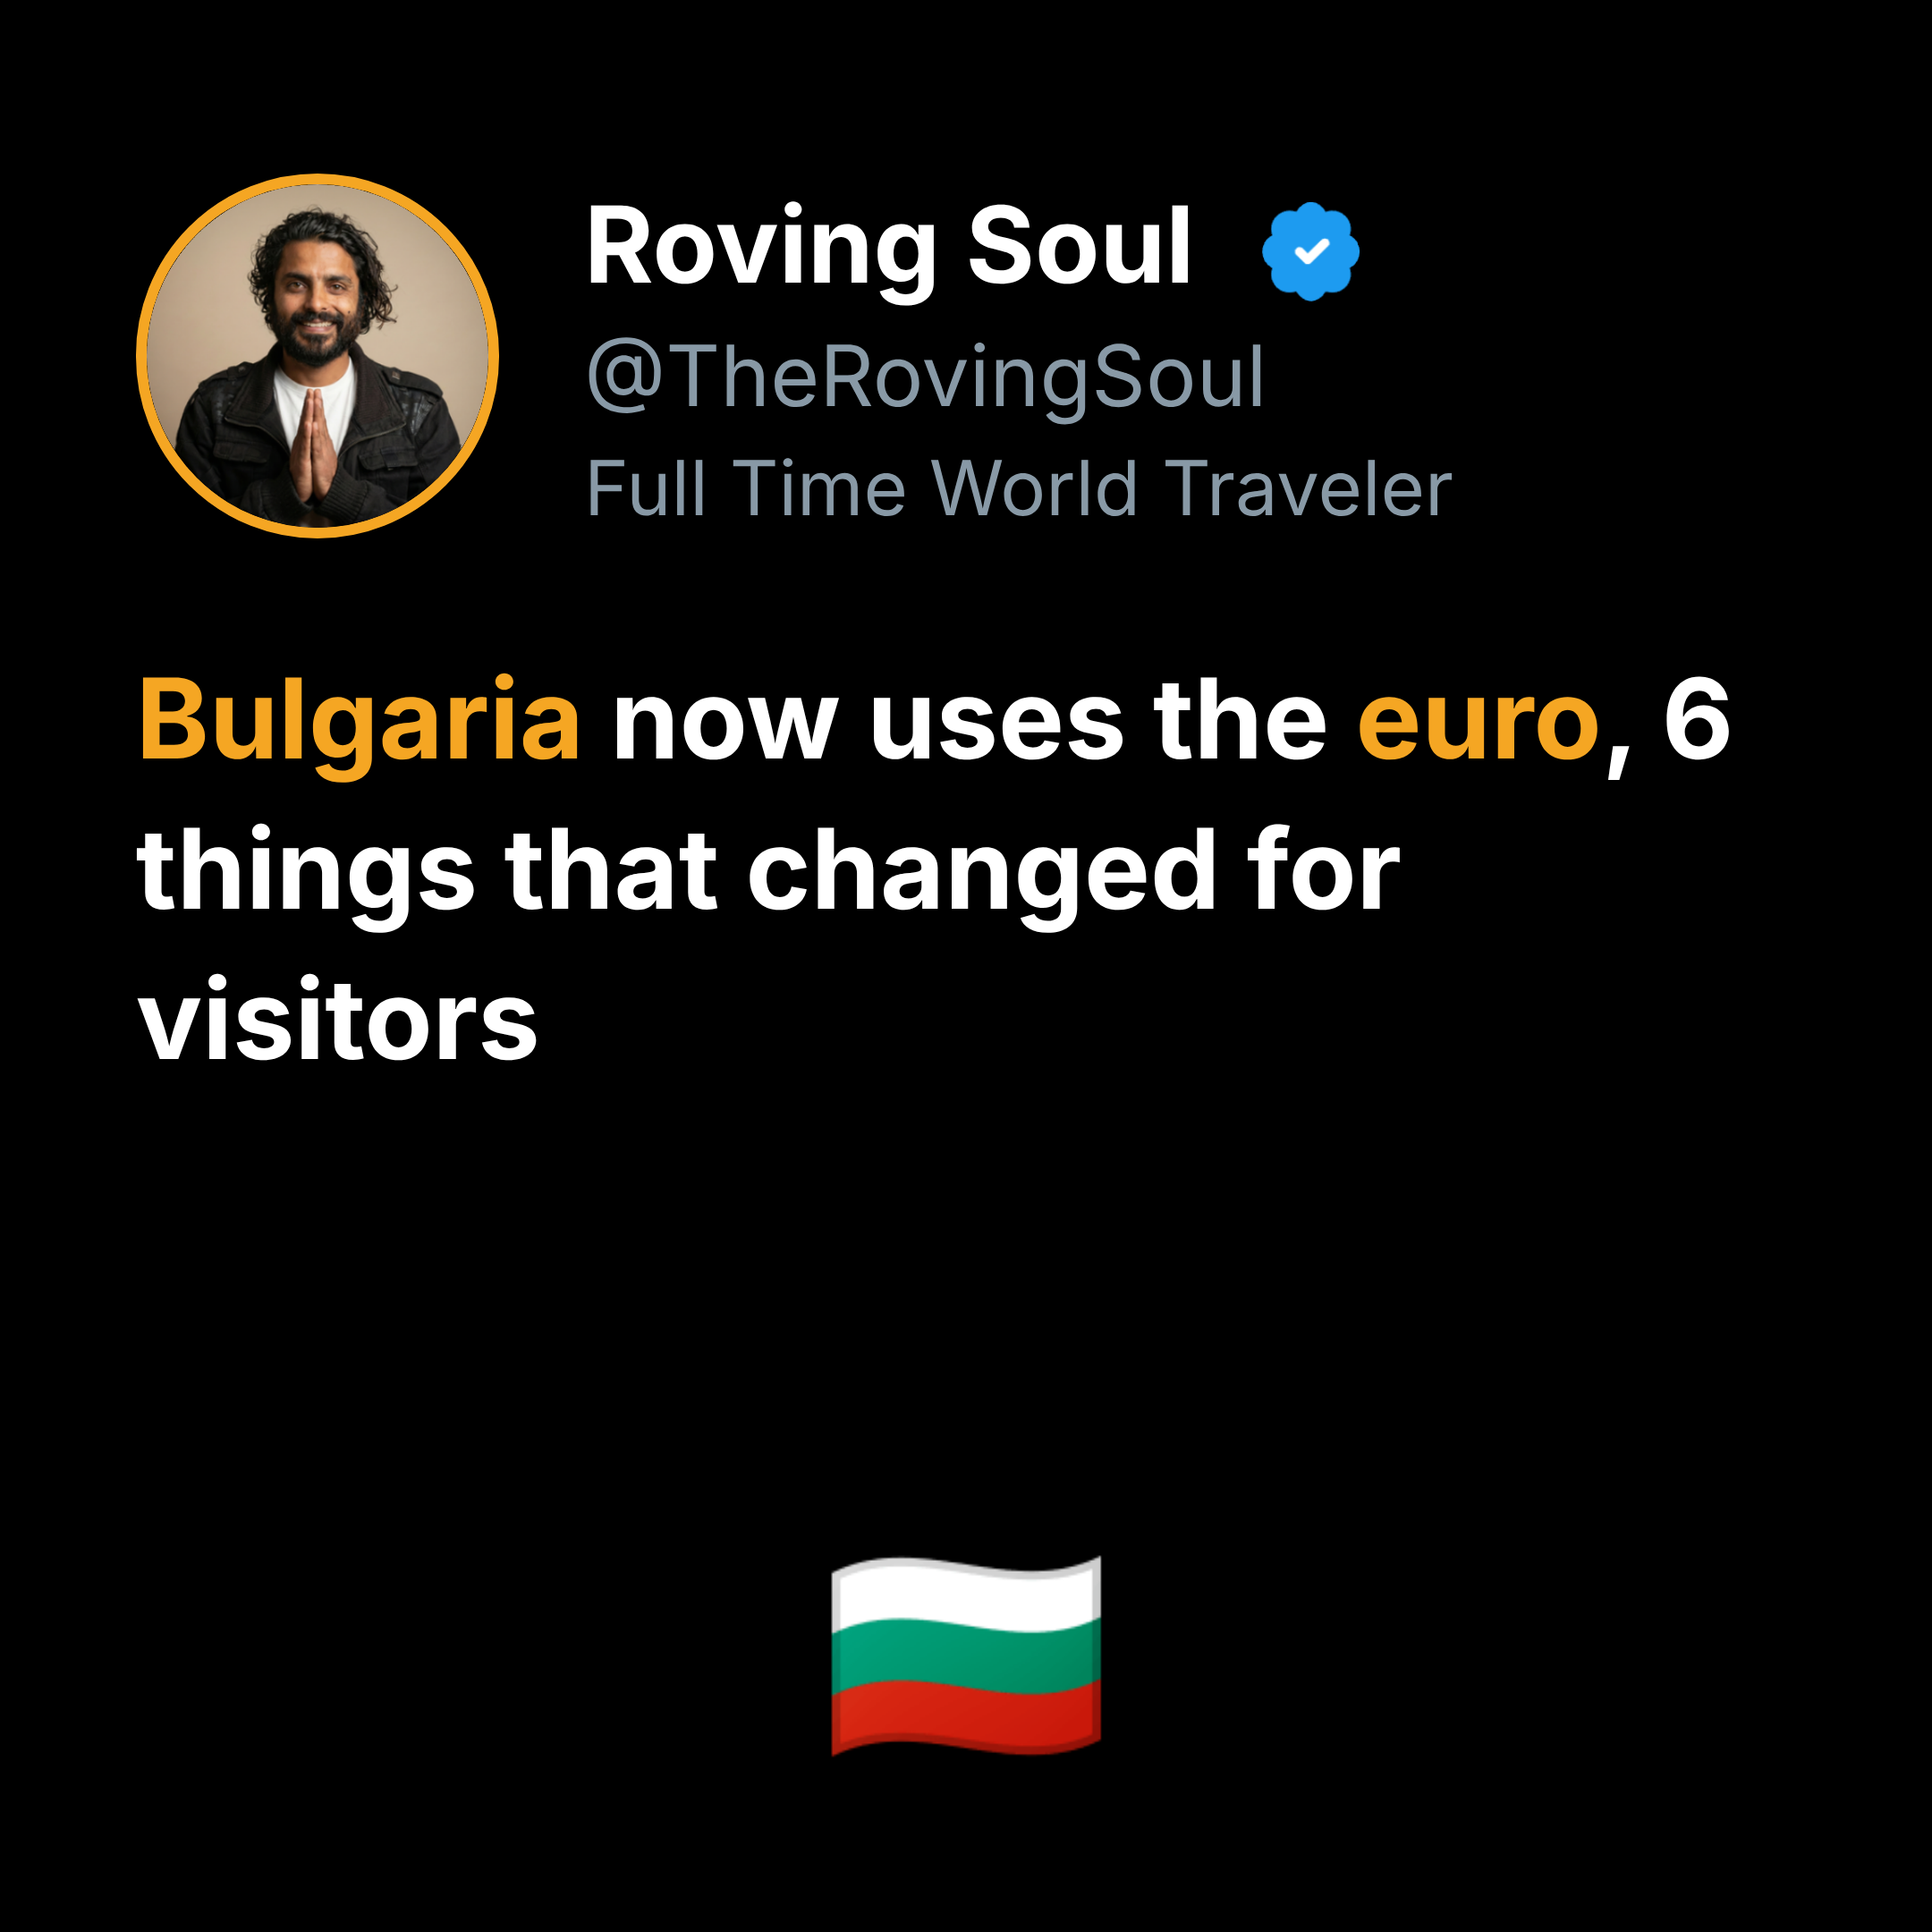 Roving Soul
@TheRovingSoul
Full Time World Traveler
Bulgaria now uses the euro, 6
things that changed for
visitors